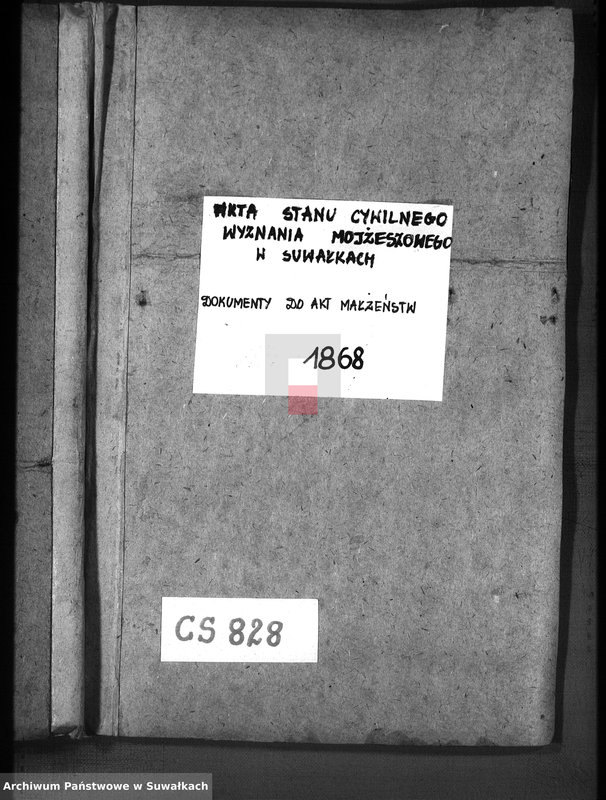 AKTA STANU CYWILNEGO
WYZNANIA MOJŻESZOWEGO
W SUWAŁKACH
DOKUMENTY DO AKT MAŁŻEŃSTW
1868
CS 828
Archiwum Państwowe w Suwałkach